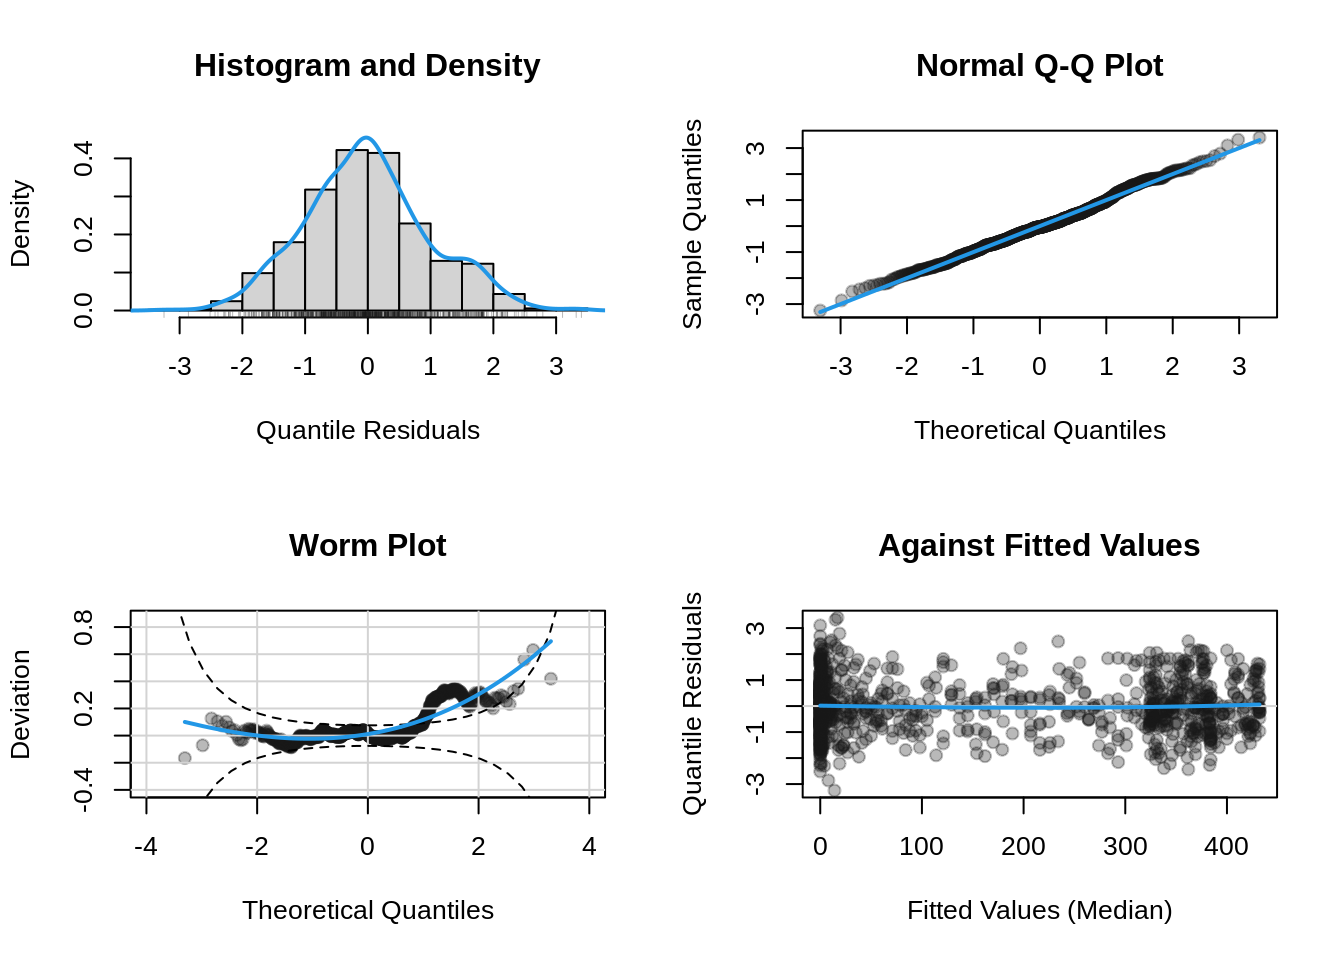 Histogram and Density
Density
0.0 0.2 0.4
-3 -2 -1 0 1 2 3
Quantile Residuals
Normal Q-Q Plot
Sample Quantiles
-3 -1 1 3
-3 -2 -1 0 1 2 3
Theoretical Quantiles
Worm Plot
Deviation
-0.4 0.2 0.8
-4 -2 0 2 4
Theoretical Quantiles
Against Fitted Values
Quantile Residuals
-3 -1 1 3
0 100 200 300 400
Fitted Values (Median)